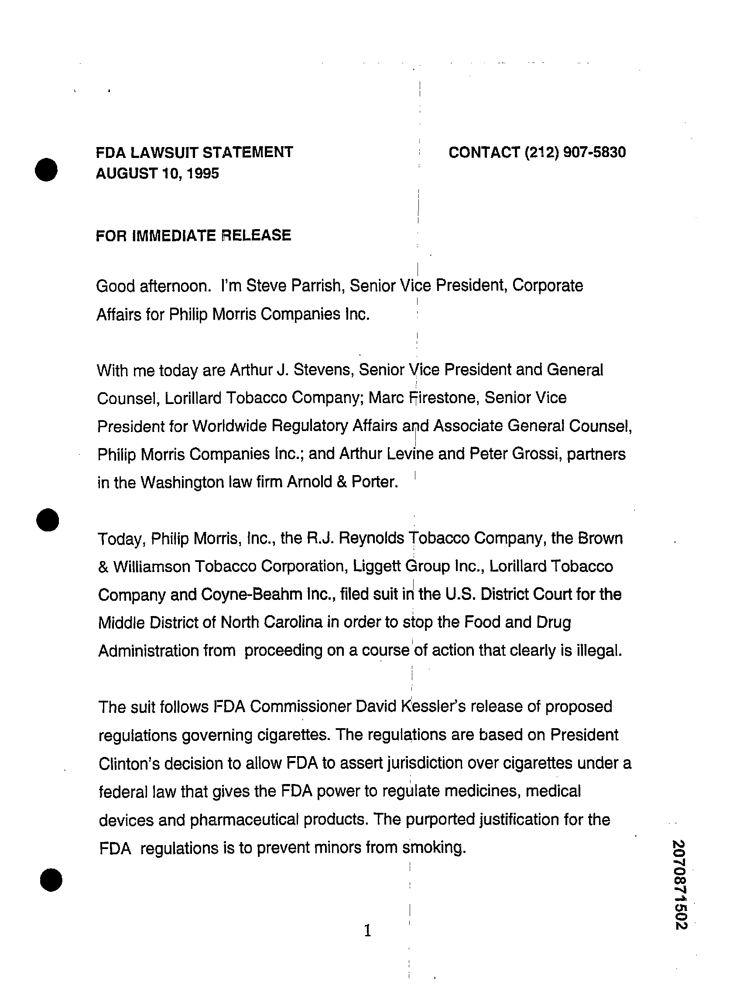 FDA LAWSUIT STATEMENT CONTACT (212) 907-5830
AUGUST 10, 1995
FOR IMMEDIATE RELEASE
Good afternoon. I'm Steve Parrish, Senior Vice President, Corporate
Affairs for Philip Morris Companies Inc.
With me today are Arthur J. Stevens, Senior Vice President and General
Counsel, Lorillard Tobacco Company; Marc Firestone, Senior Vice
President for Worldwide Regulatory Affairs and Associate General Counsel,
Philip Morris Companies Inc.; and Arthur Levine and Peter Grossi, partners
in the Washington law firm Arnold & Porter.
Today, Philip Morris, Inc., the R.J. Reynolds Tobacco Company, the Brown
& Williamson Tobacco Corporation, Liggett Group Inc., Lorillard Tobacco
Company and Coyne-Beahm Inc., filed suit in the U.S. District Court for the
Middle District of North Carolina in order to stop the Food and Drug
Administration from proceeding on a course of action that clearly is illegal.
The suit follows FDA Commissioner David Kessler's release of proposed
regulations governing cigarettes. The regulations are based on President
Clinton's decision to allow FDA to assert jurisdiction over cigarettes under a
federal law that gives the FDA power to regulate medicines, medical
devices and pharmaceutical products. The purported justification for the
FDA regulations is to prevent minors from smoking.
2070871502
1